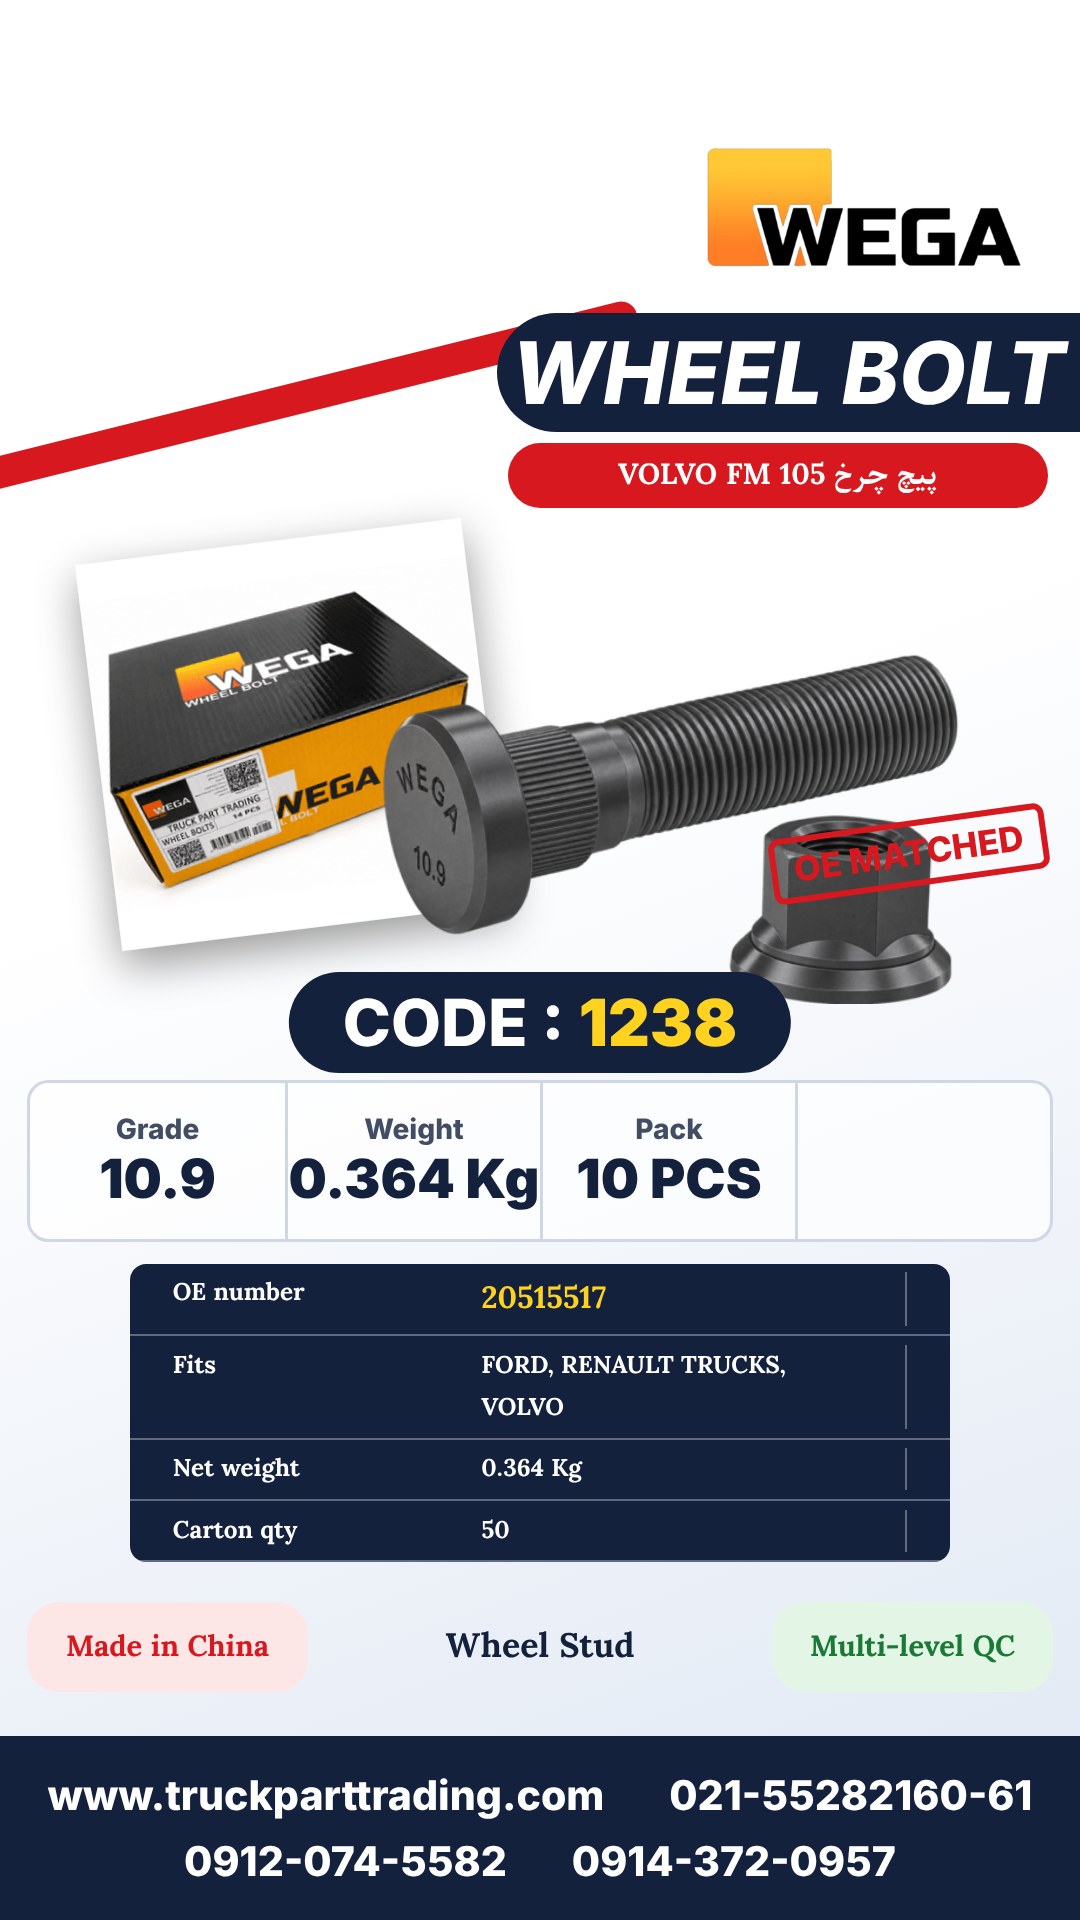 WEGA
WHEEL BOLT
پیچ چرخ VOLVO FM 105
WEGA
WHEEL BOLT
WEGA
TRUCK PART TRADING
WHEEL BOLTS 14 PCS
WEGA
L BOLT
WEGA
10.9
OE MATCHED
CODE : 1238
Grade Weight Pack
10.9 0.364 Kg 10 PCS
OE number 20515517
Fits FORD, RENAULT TRUCKS,
VOLVO
Net weight 0.364 Kg
Carton qty 50
Made in China Wheel Stud Multi-level QC
www.truckparttrading.com 021-55282160-61
0912-074-5582 0914-372-0957